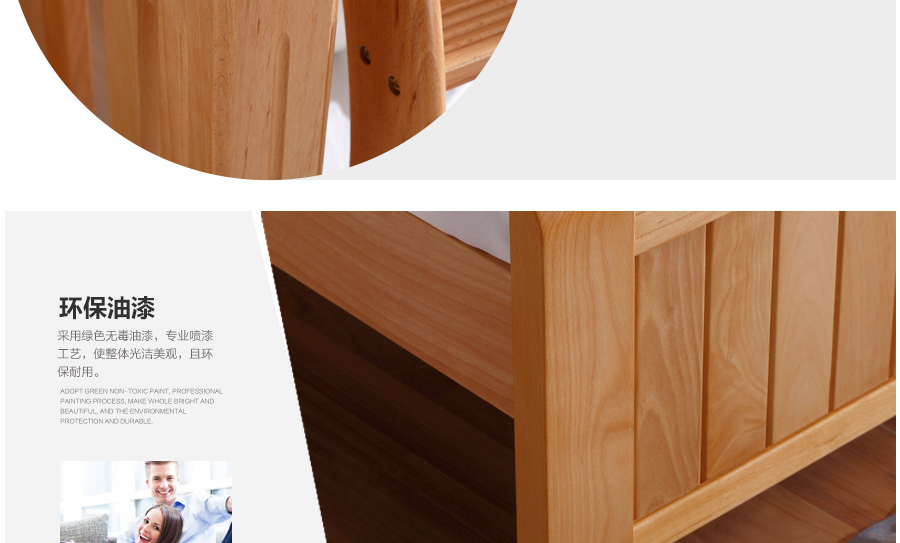 环保油漆
采用绿色无毒油漆，专业喷漆
工艺，使整体光洁美观，且环
保耐用。
ADOPT GREEN NON-TOXIC PAINT, PROFESSIONAL
PAINTING PROCESS, MAKE WHOLE BRIGHT AND
BEAUTIFUL, AND THE ENVIRONMENTAL
PROTECTION AND DURABLE.